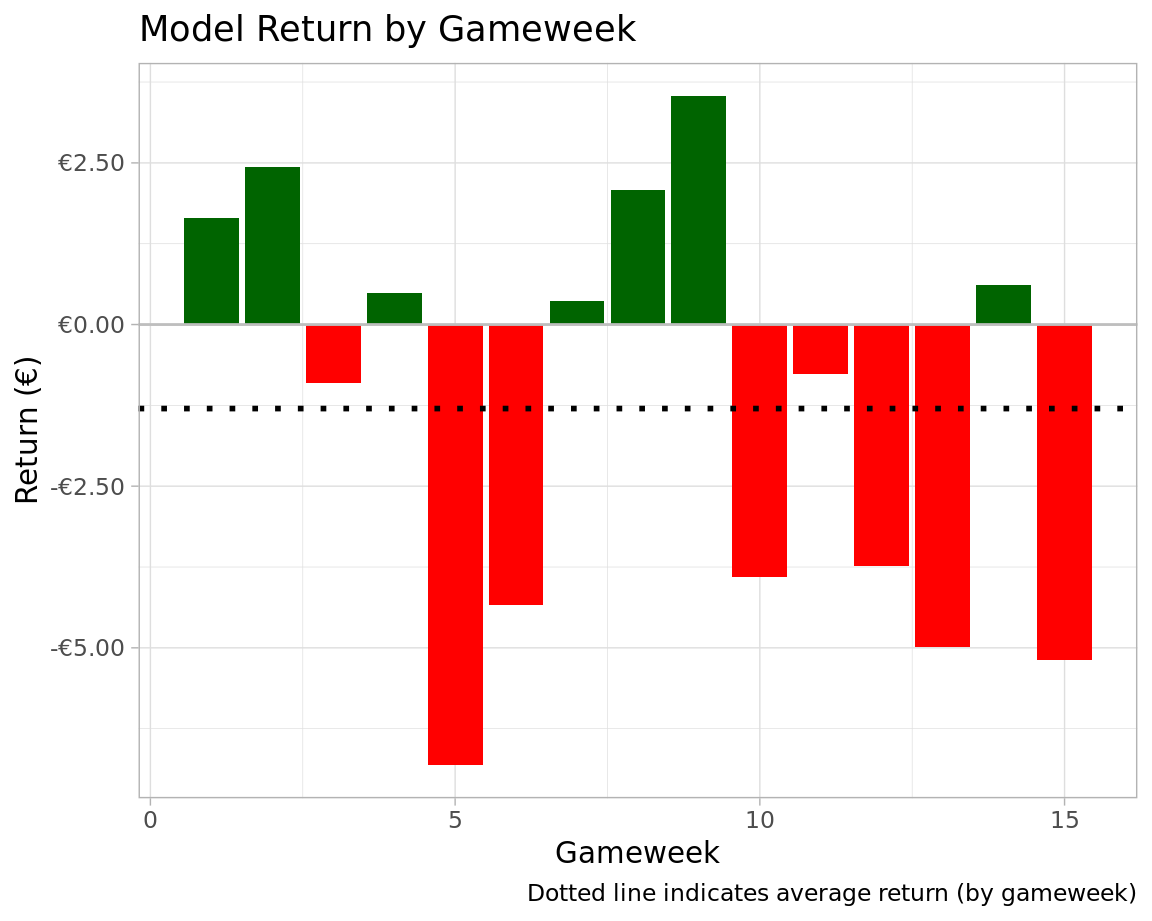 Model Return by Gameweek
€2.50
€0.00
-€2.50
-€5.00
Return (€)
0 5 10 15
Gameweek
Dotted line indicates average return (by gameweek)